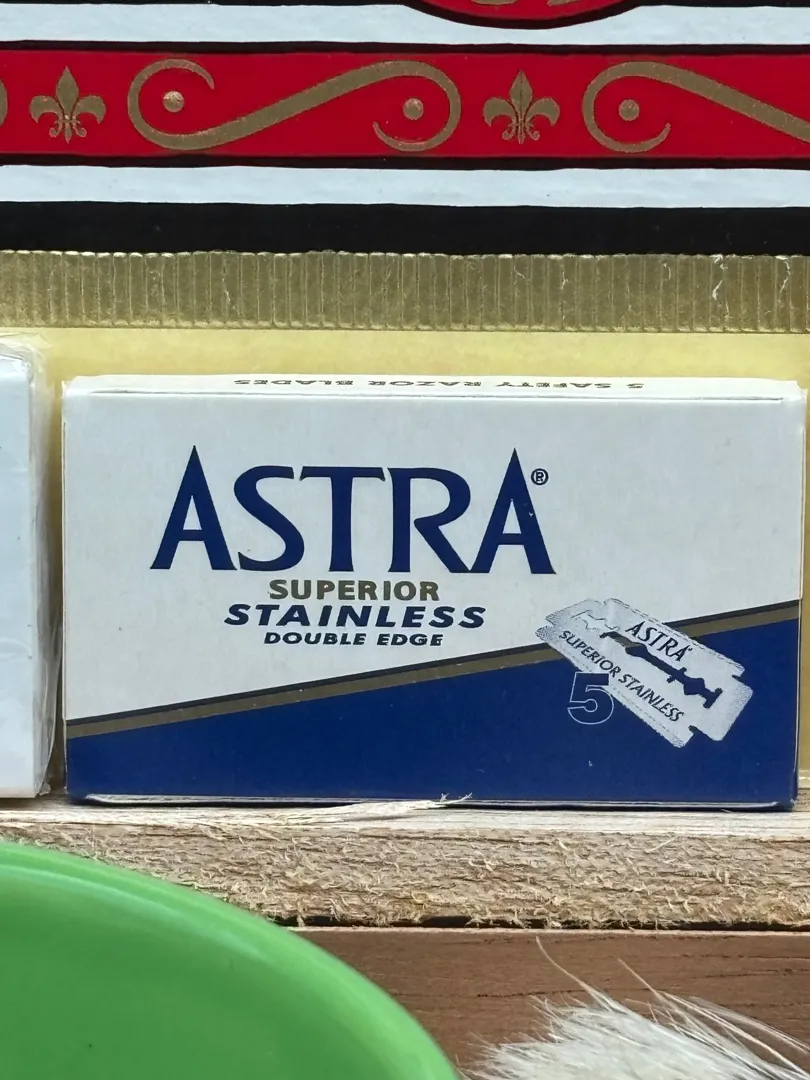 5 SAFETY RAZOR BLADES
ASTRA®
SUPERIOR
STAINLESS
DOUBLE EDGE
ASTRA
SUPERIOR STAINLESS
5